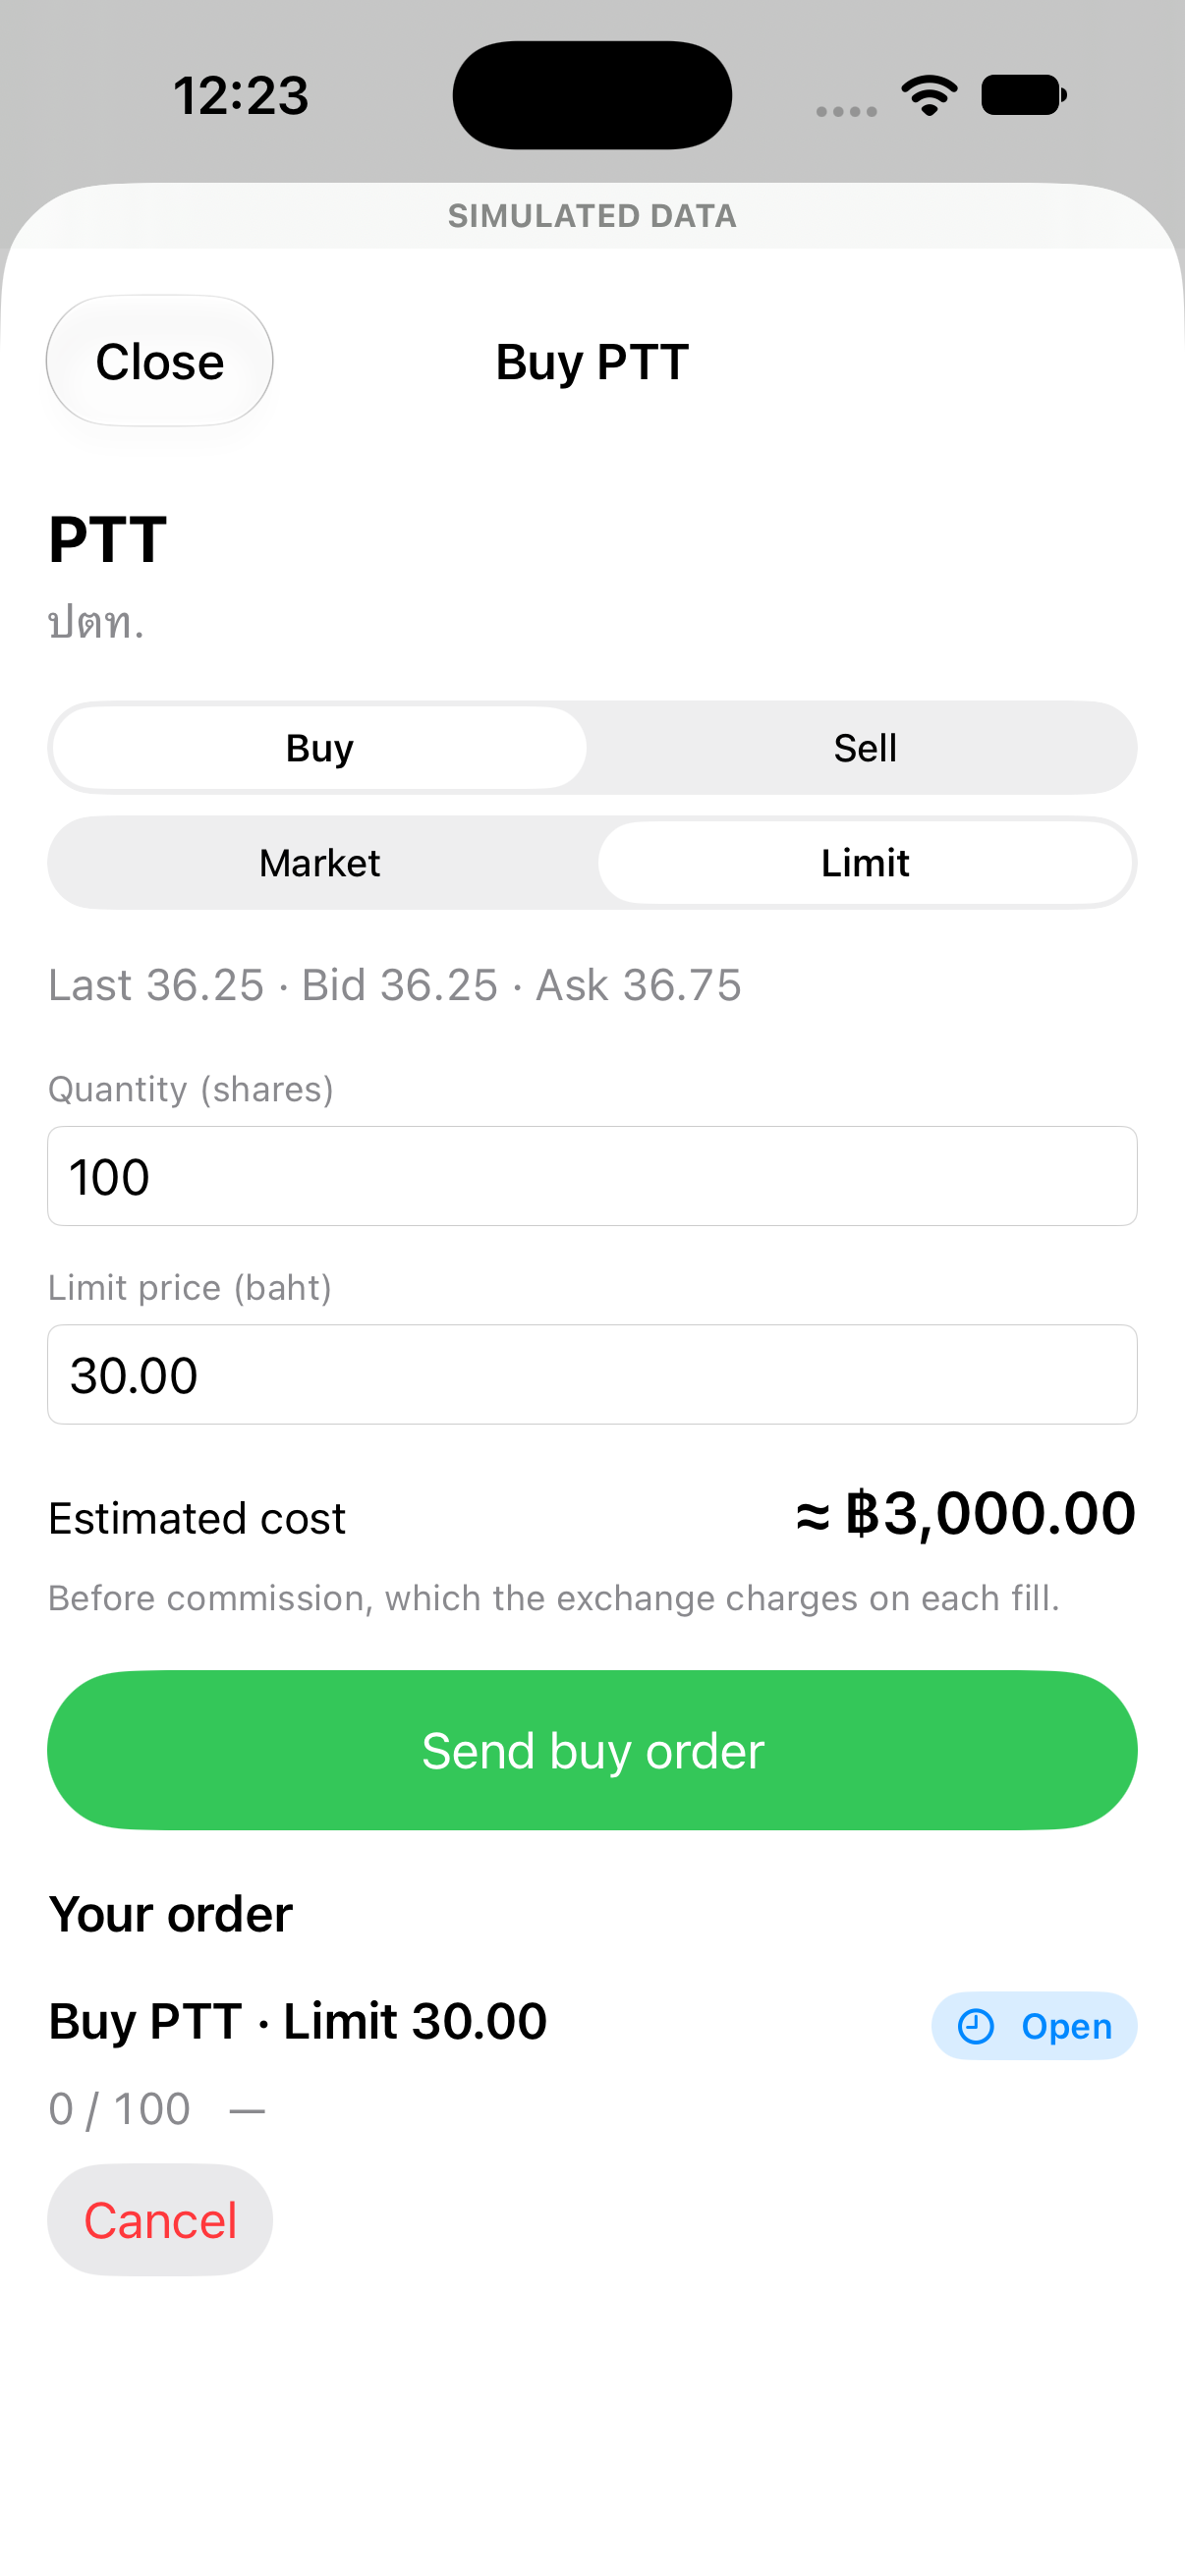 12:23
SIMULATED DATA
Close
Buy PTT
PTT
ปตท.
Buy
Sell
Market
Limit
Last 36.25 · Bid 36.25 · Ask 36.75
Quantity (shares)
100
Limit price (baht)
30.00
Estimated cost
≈ ฿3,000.00
Before commission, which the exchange charges on each fill.
Send buy order
Your order
Buy PTT · Limit 30.00
Open
0 / 100 —
Cancel